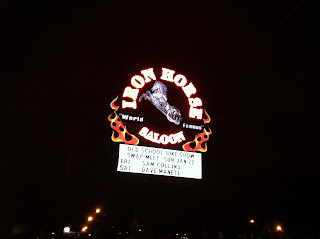 IRON HORSE
"World Famous"
SALOON
OLD SCHOOL BIKE SHOW
SWAP MEET SUN JAN 22
FRI SAM COLLINS
SAT DAVE MANETI